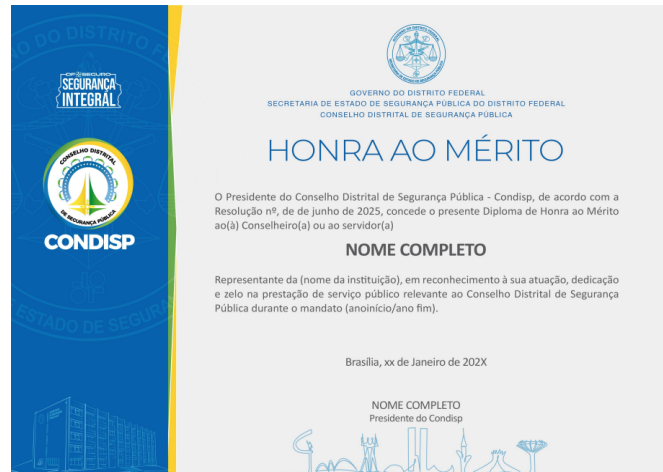 DF SEGURO
SEGURANÇA
INTEGRAL
CONSELHO DISTRITAL
DE SEGURANÇA PÚBLICA
CONDISP
GOVERNO DO DISTRITO FEDERAL
SECRETARIA DE ESTADO DE SEGURANÇA PÚBLICA DO DISTRITO FEDERAL
CONSELHO DISTRITAL DE SEGURANÇA PÚBLICA
HONRA AO MÉRITO
O Presidente do Conselho Distrital de Segurança Pública - Condisp, de acordo com a
Resolução nº, de de junho de 2025, concede o presente Diploma de Honra ao Mérito
ao(à) Conselheiro(a) ou ao servidor(a)
NOME COMPLETO
Representante da (nome da instituição), em reconhecimento à sua atuação, dedicação
e zelo na prestação de serviço público relevante ao Conselho Distrital de Segurança
Pública durante o mandato (anoinício/ano fim).
Brasília, xx de Janeiro de 202X
NOME COMPLETO
Presidente do Condisp